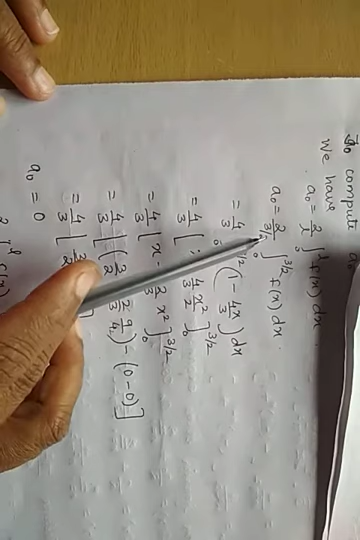 To compute a₀
We have
a₀ = 2/l ∫₀ˡ f(x) dx.
a₀ = 2/(3/2) ∫₀^(3/2) f(x) dx.
= 4/3 (- 4x/3) dx
= 4/3 [ 4/3 x²/2 ]₀^(3/2)
= 4/3 [ x - 2/3 x² ]₀^(3/2)
= 4/3 [ ( 3/2 - 2/3 9/4 ) - (0-0) ]
= 4/3 [ 3/2
a₀ = 0